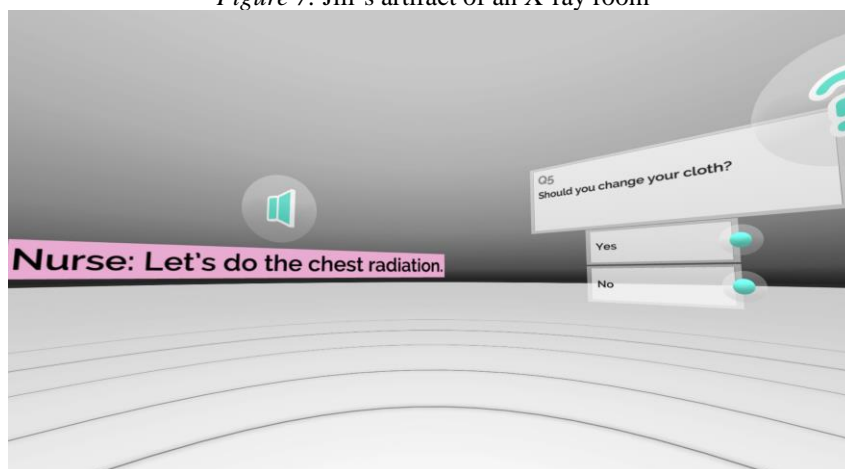 Figure 7. Jin's artifact of an X-ray room
Nurse: Let's do the chest radiation.
Q5
Should you change your cloth?
Yes
No